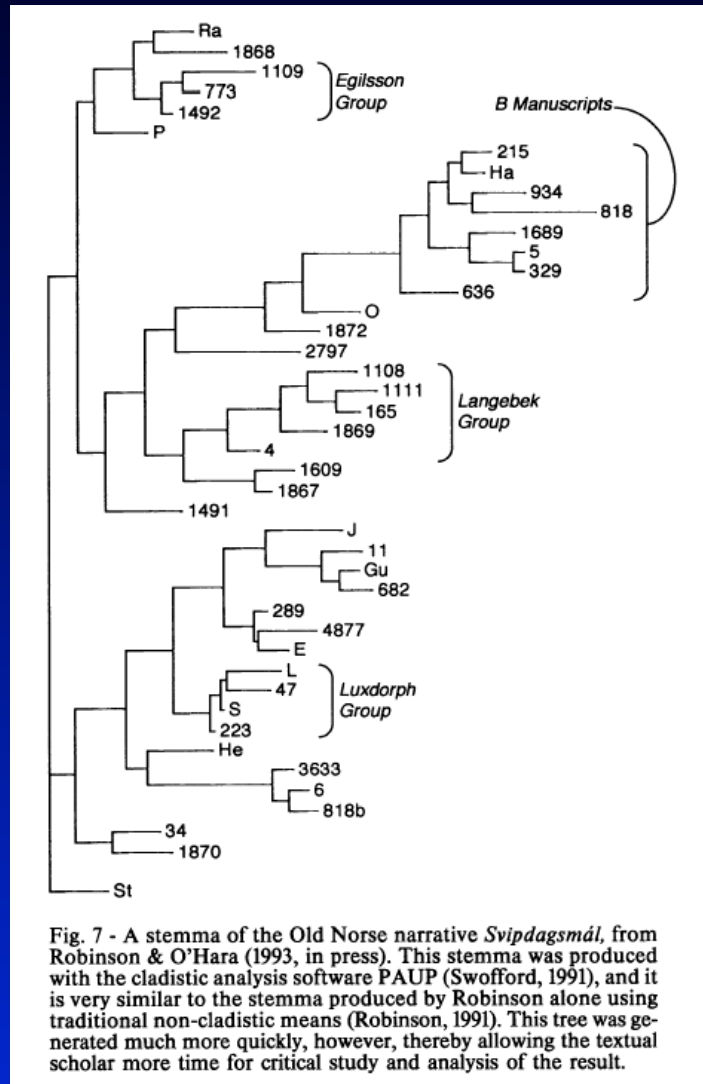 Ra
1868
1109
Egilsson
Group
773
1492
P
B Manuscripts
215
Ha
934
818
1689
5
329
636
O
1872
2797
1108
1111
165
1869
4
Langebek
Group
1609
1867
1491
J
11
Gu
682
289
4877
E
L
47
S
223
Luxdorph
Group
He
3633
6
818b
34
1870
St
Fig. 7 - A stemma of the Old Norse narrative Svipdagsmál, from
Robinson & O'Hara (1993, in press). This stemma was produced
with the cladistic analysis software PAUP (Swofford, 1991), and it
is very similar to the stemma produced by Robinson alone using
traditional non-cladistic means (Robinson, 1991). This tree was ge-
nerated much more quickly, however, thereby allowing the textual
scholar more time for critical study and analysis of the result.